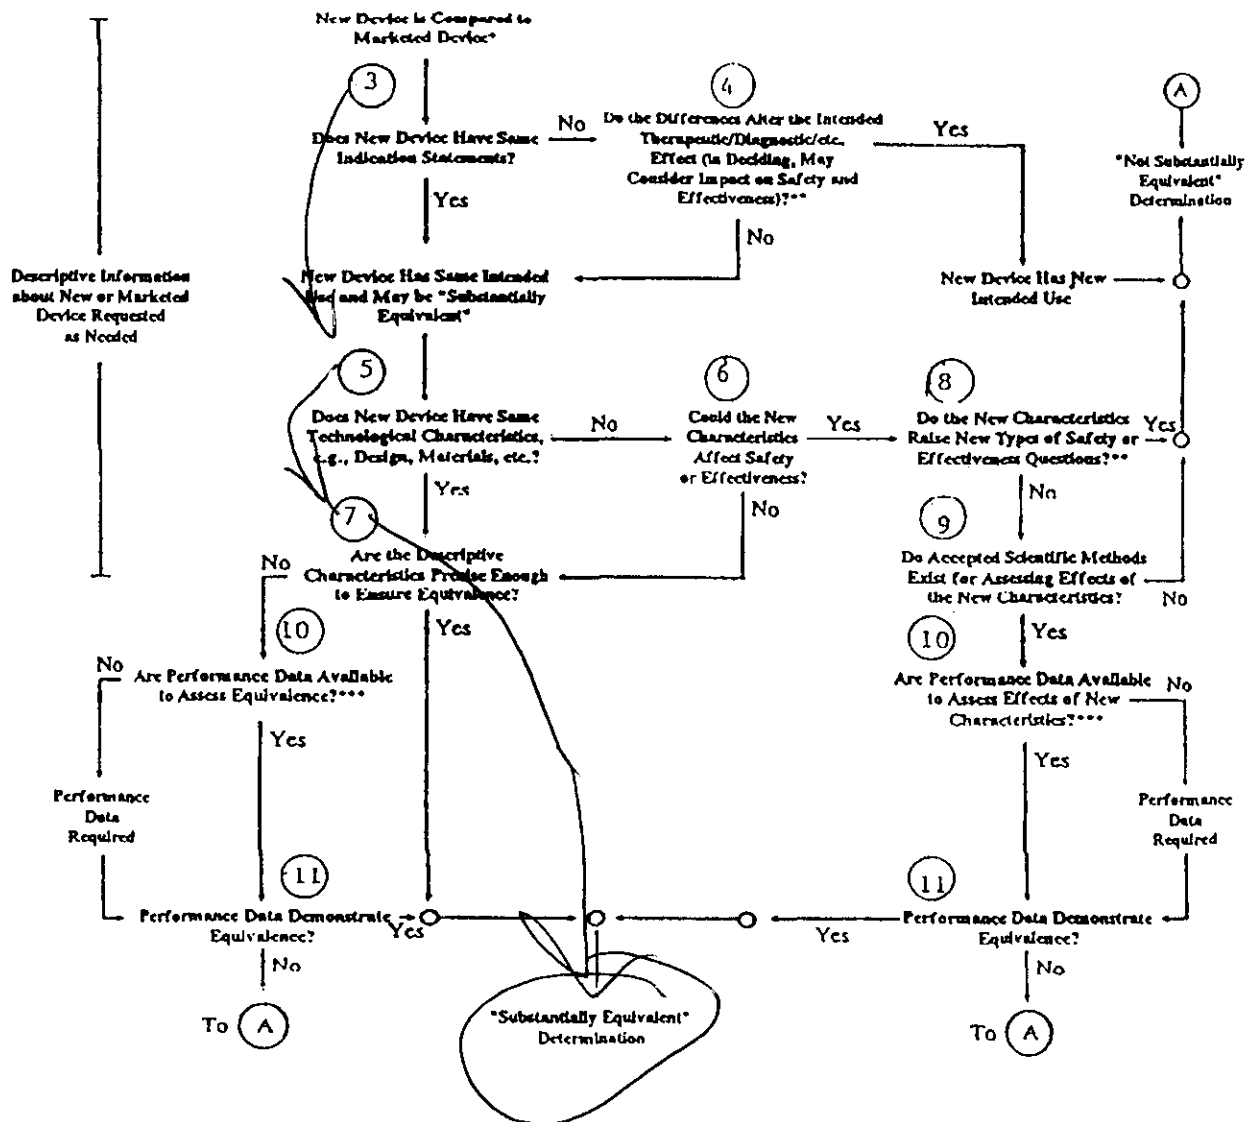 New Device is Compared to
Marketed Device*
3
4
A
Does New Device Have Same
Indication Statements?
No
Do the Differences Alter the Intended
Therapeutic/Diagnostic/etc.
Effect (in Deciding, May
Consider Impact on Safety and
Effectiveness)?**
Yes
"Not Substantially
Equivalent"
Determination
Yes
No
Descriptive Information
about New or Marketed
Device Requested
as Needed
New Device Has Same Intended
Use and May be "Substantially
Equivalent"
New Device Has New
Intended Use
5
6
8
Does New Device Have Same
Technological Characteristics,
e.g., Design, Materials, etc.?
No
Could the New
Characteristics
Affect Safety
or Effectiveness?
Yes
Do the New Characteristics
Raise New Types of Safety or
Effectiveness Questions?**
Yes
Yes
No
No
7
9
No
Are the Descriptive
Characteristics Precise Enough
to Ensure Equivalence?
Do Accepted Scientific Methods
Exist for Assessing Effects of
the New Characteristics?
No
Yes
Yes
10
10
No
Are Performance Data Available
to Assess Equivalence?***
Are Performance Data Available
to Assess Effects of New
Characteristics?***
No
Yes
Yes
Performance
Data
Required
Performance
Data
Required
11
11
Performance Data Demonstrate
Equivalence?
Yes
Yes
Performance Data Demonstrate
Equivalence?
No
No
To A
"Substantially Equivalent"
Determination
To A